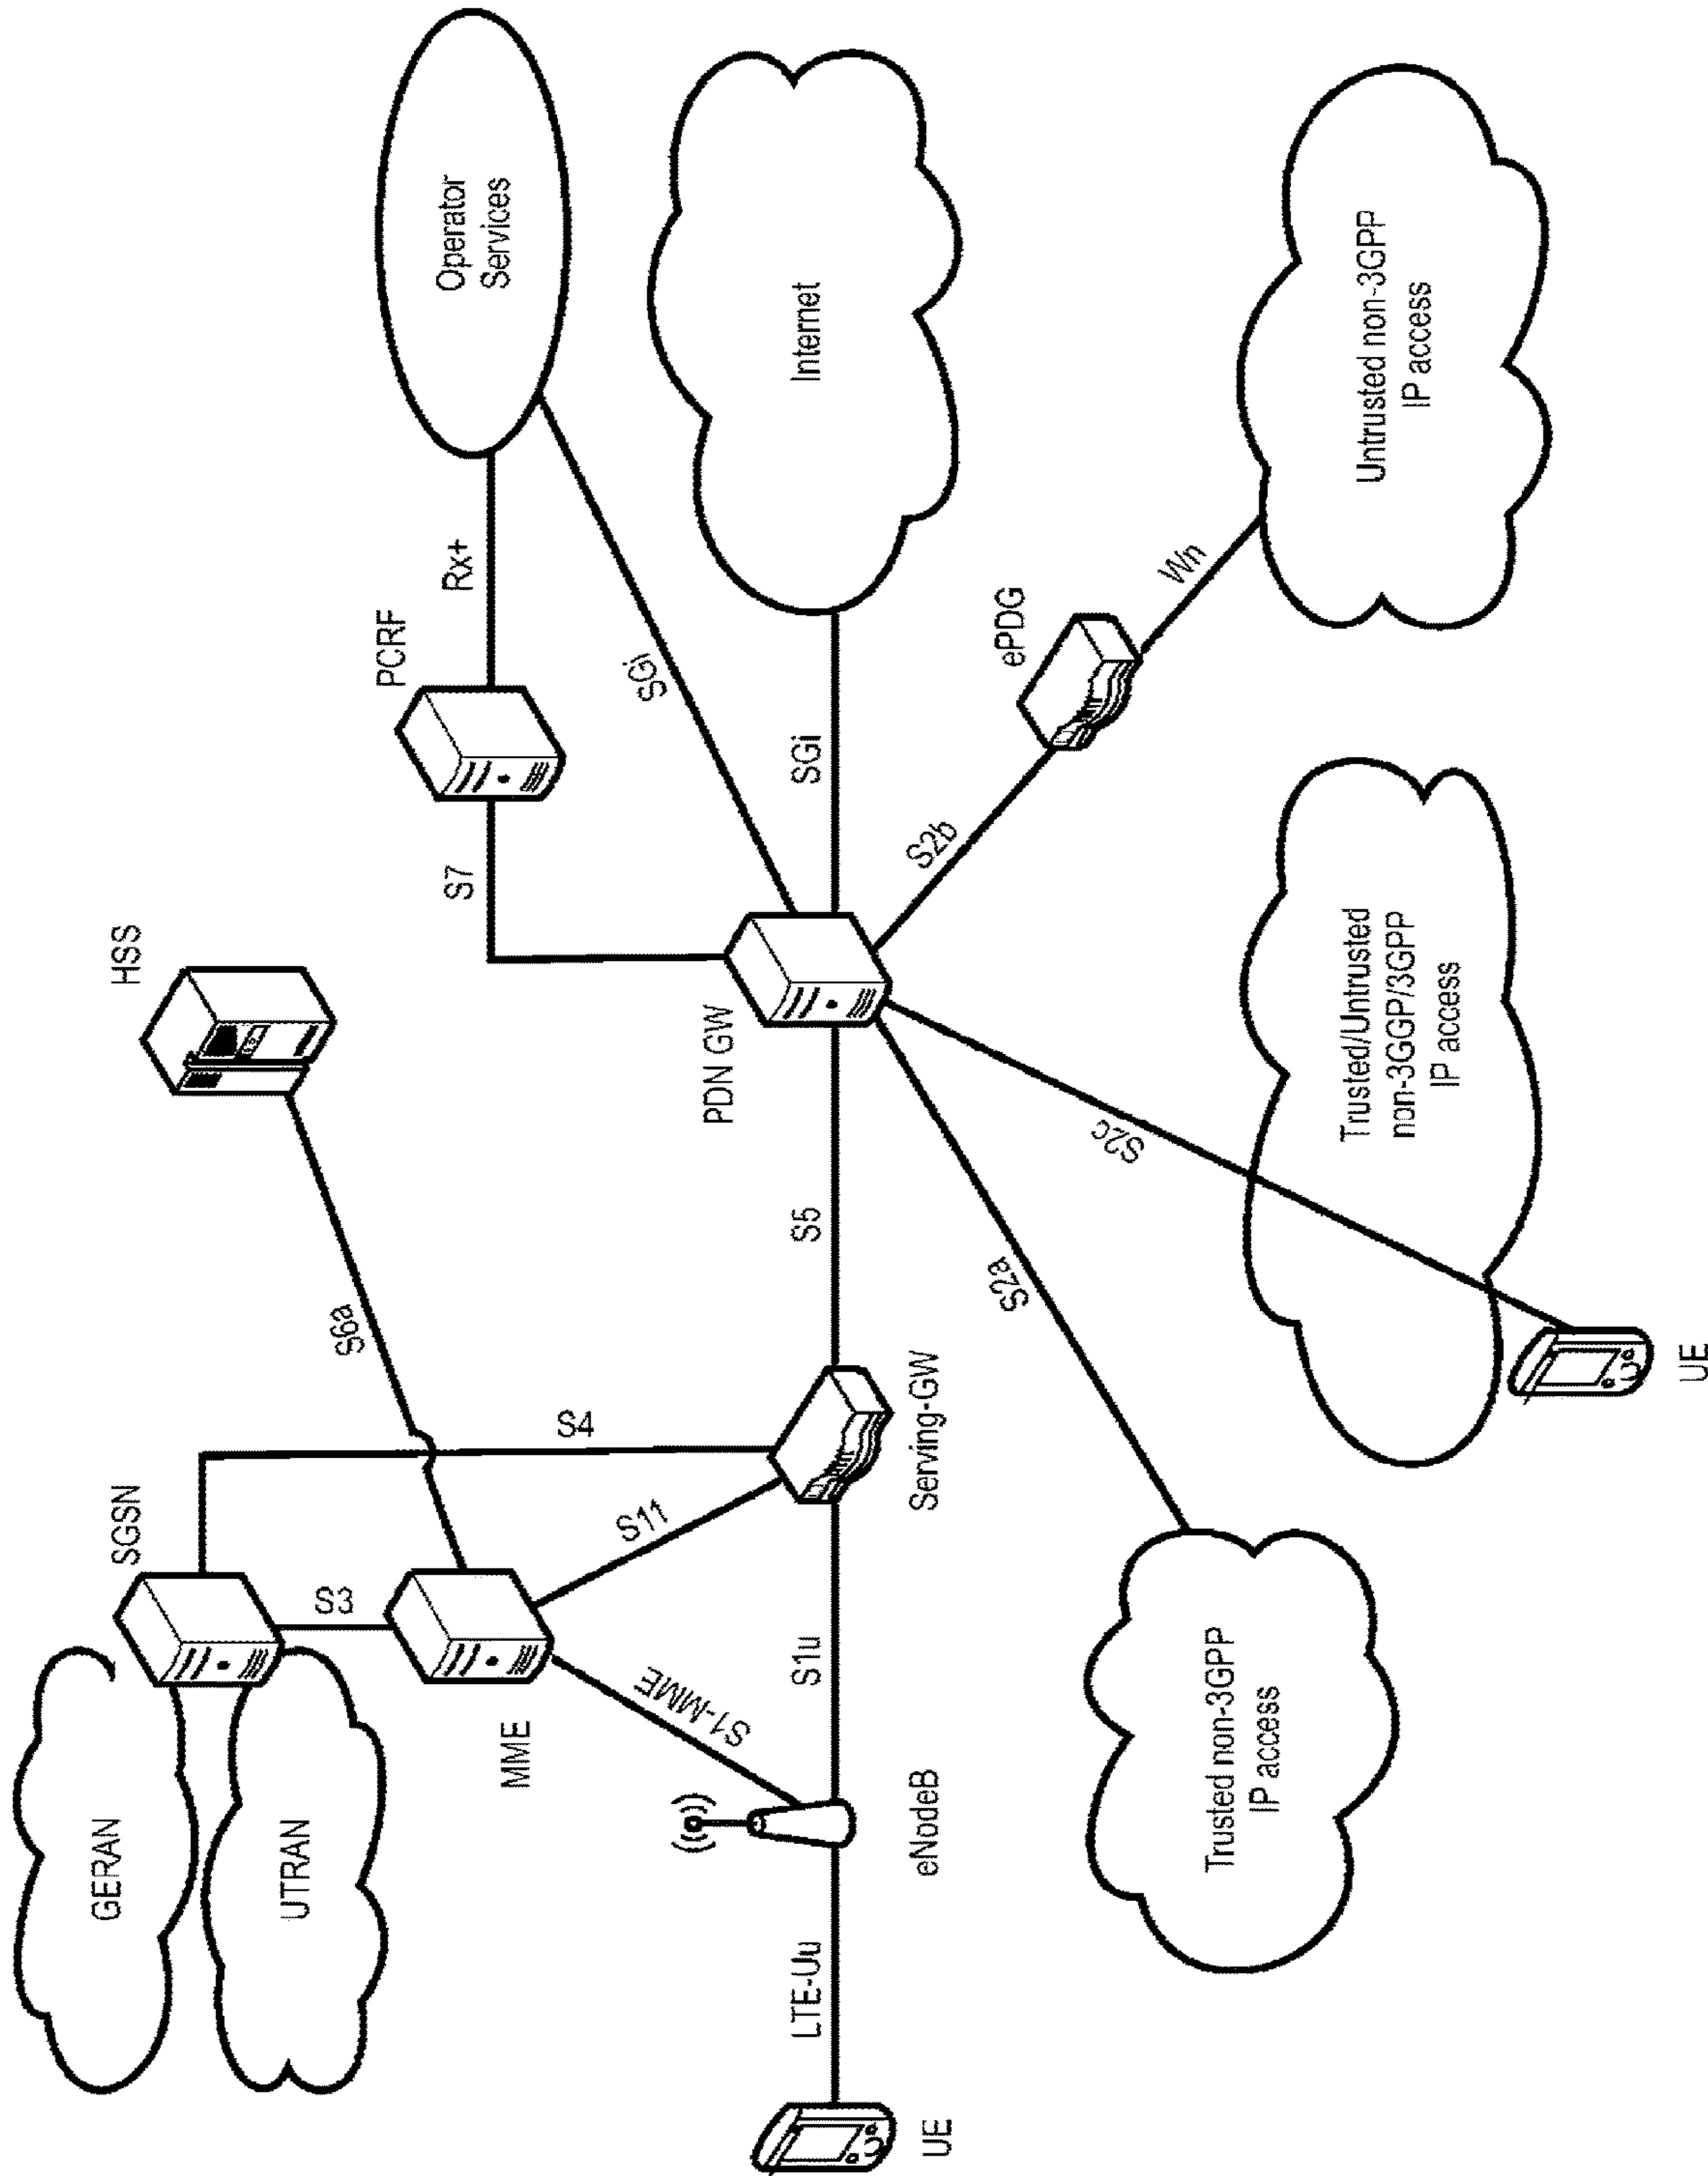 GERAN
UTRAN
SGSN
HSS
S3
S6a
MME
S4
S11
S1-MME
PCRF
S7
Rx+
Operator
Services
SGi
UE
LTE-Uu
eNodeB
S1u
Serving-GW
S5
PDN GW
SGi
Internet
S2a
S2c
S2b
ePDG
Wn
Trusted non-3GPP
IP access
Trusted/Untrusted
non-3GGP/3GPP
IP access
UE
Untrusted non-3GPP
IP access